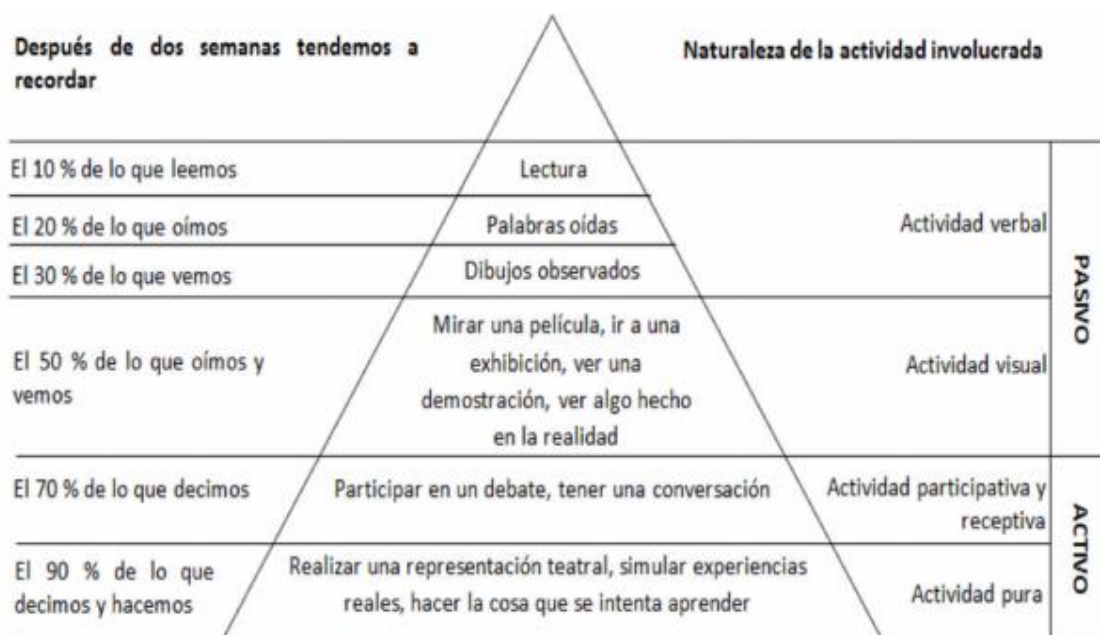 Después de dos semanas tendemos a
recordar
Naturaleza de la actividad involucrada
El 10 % de lo que leemos
Lectura
El 20 % de lo que oímos
Palabras oídas
Actividad verbal
El 30 % de lo que vemos
Dibujos observados
PASIVO
El 50 % de lo que oímos y
vemos
Mirar una película, ir a una
exhibición, ver una
demostración, ver algo hecho
en la realidad
Actividad visual
El 70 % de lo que decimos
Participar en un debate, tener una conversación
Actividad participativa y
receptiva
ACTIVO
El 90 % de lo que
decimos y hacemos
Realizar una representación teatral, simular experiencias
reales, hacer la cosa que se intenta aprender
Actividad pura